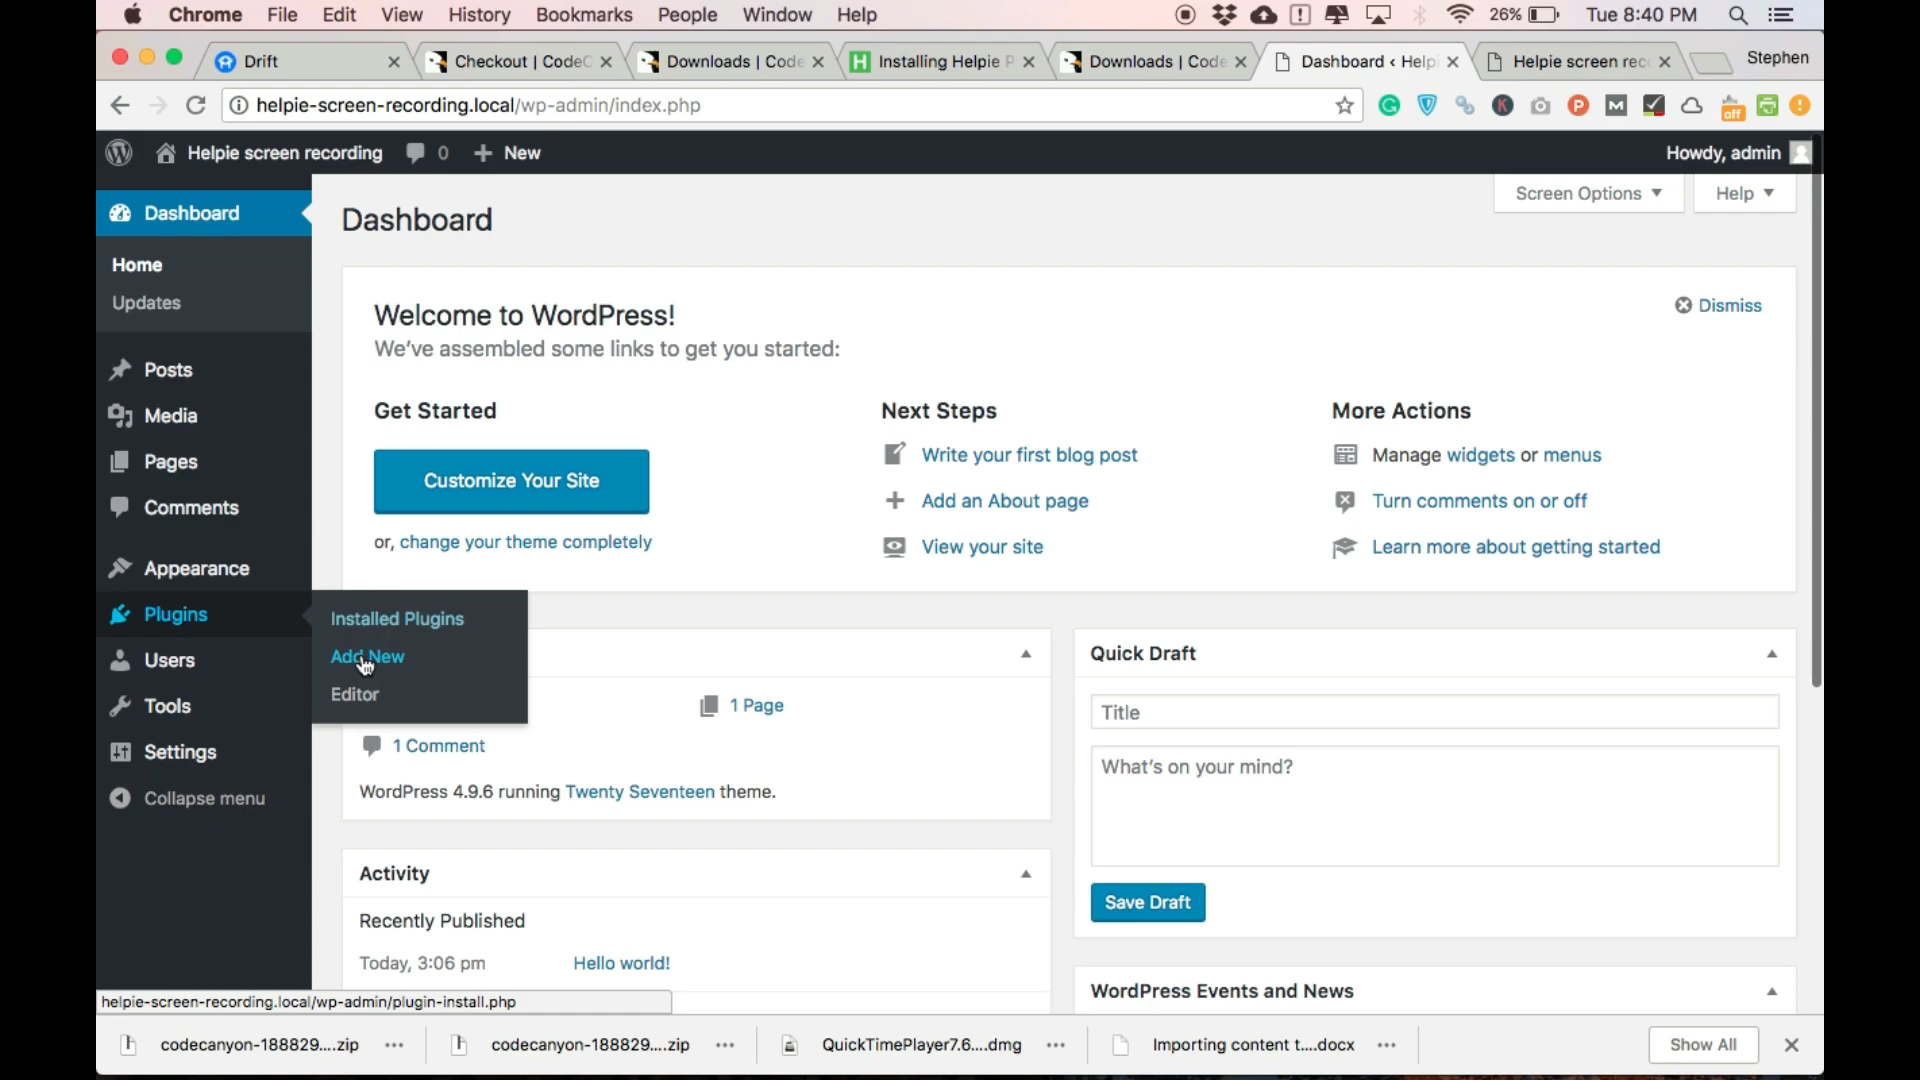 Chrome File Edit View History Bookmarks People Window Help 26% Tue 8:40 PM
Drift Checkout | CodeC Downloads | Code Installing Helpie P Downloads | Code Dashboard ‹ Help Helpie screen rec Stephen
helpie-screen-recording.local/wp-admin/index.php
off
Helpie screen recording 0 New Howdy, admin
Screen Options Help
Dashboard
Home
Updates
Posts
Media
Pages
Comments
Appearance
Plugins
Users
Tools
Settings
Collapse menu
Installed Plugins
Add New
Editor
Dashboard
Welcome to WordPress!
Dismiss
We've assembled some links to get you started:
Get Started
Customize Your Site
or, change your theme completely
Next Steps
Write your first blog post
Add an About page
View your site
More Actions
Manage widgets or menus
Turn comments on or off
Learn more about getting started
1 Page
1 Comment
WordPress 4.9.6 running Twenty Seventeen theme.
Activity
Recently Published
Today, 3:06 pm Hello world!
Quick Draft
Title
What's on your mind?
Save Draft
WordPress Events and News
helpie-screen-recording.local/wp-admin/plugin-install.php
codecanyon-188829....zip codecanyon-188829....zip QuickTimePlayer7.6....dmg Importing content t....docx Show All